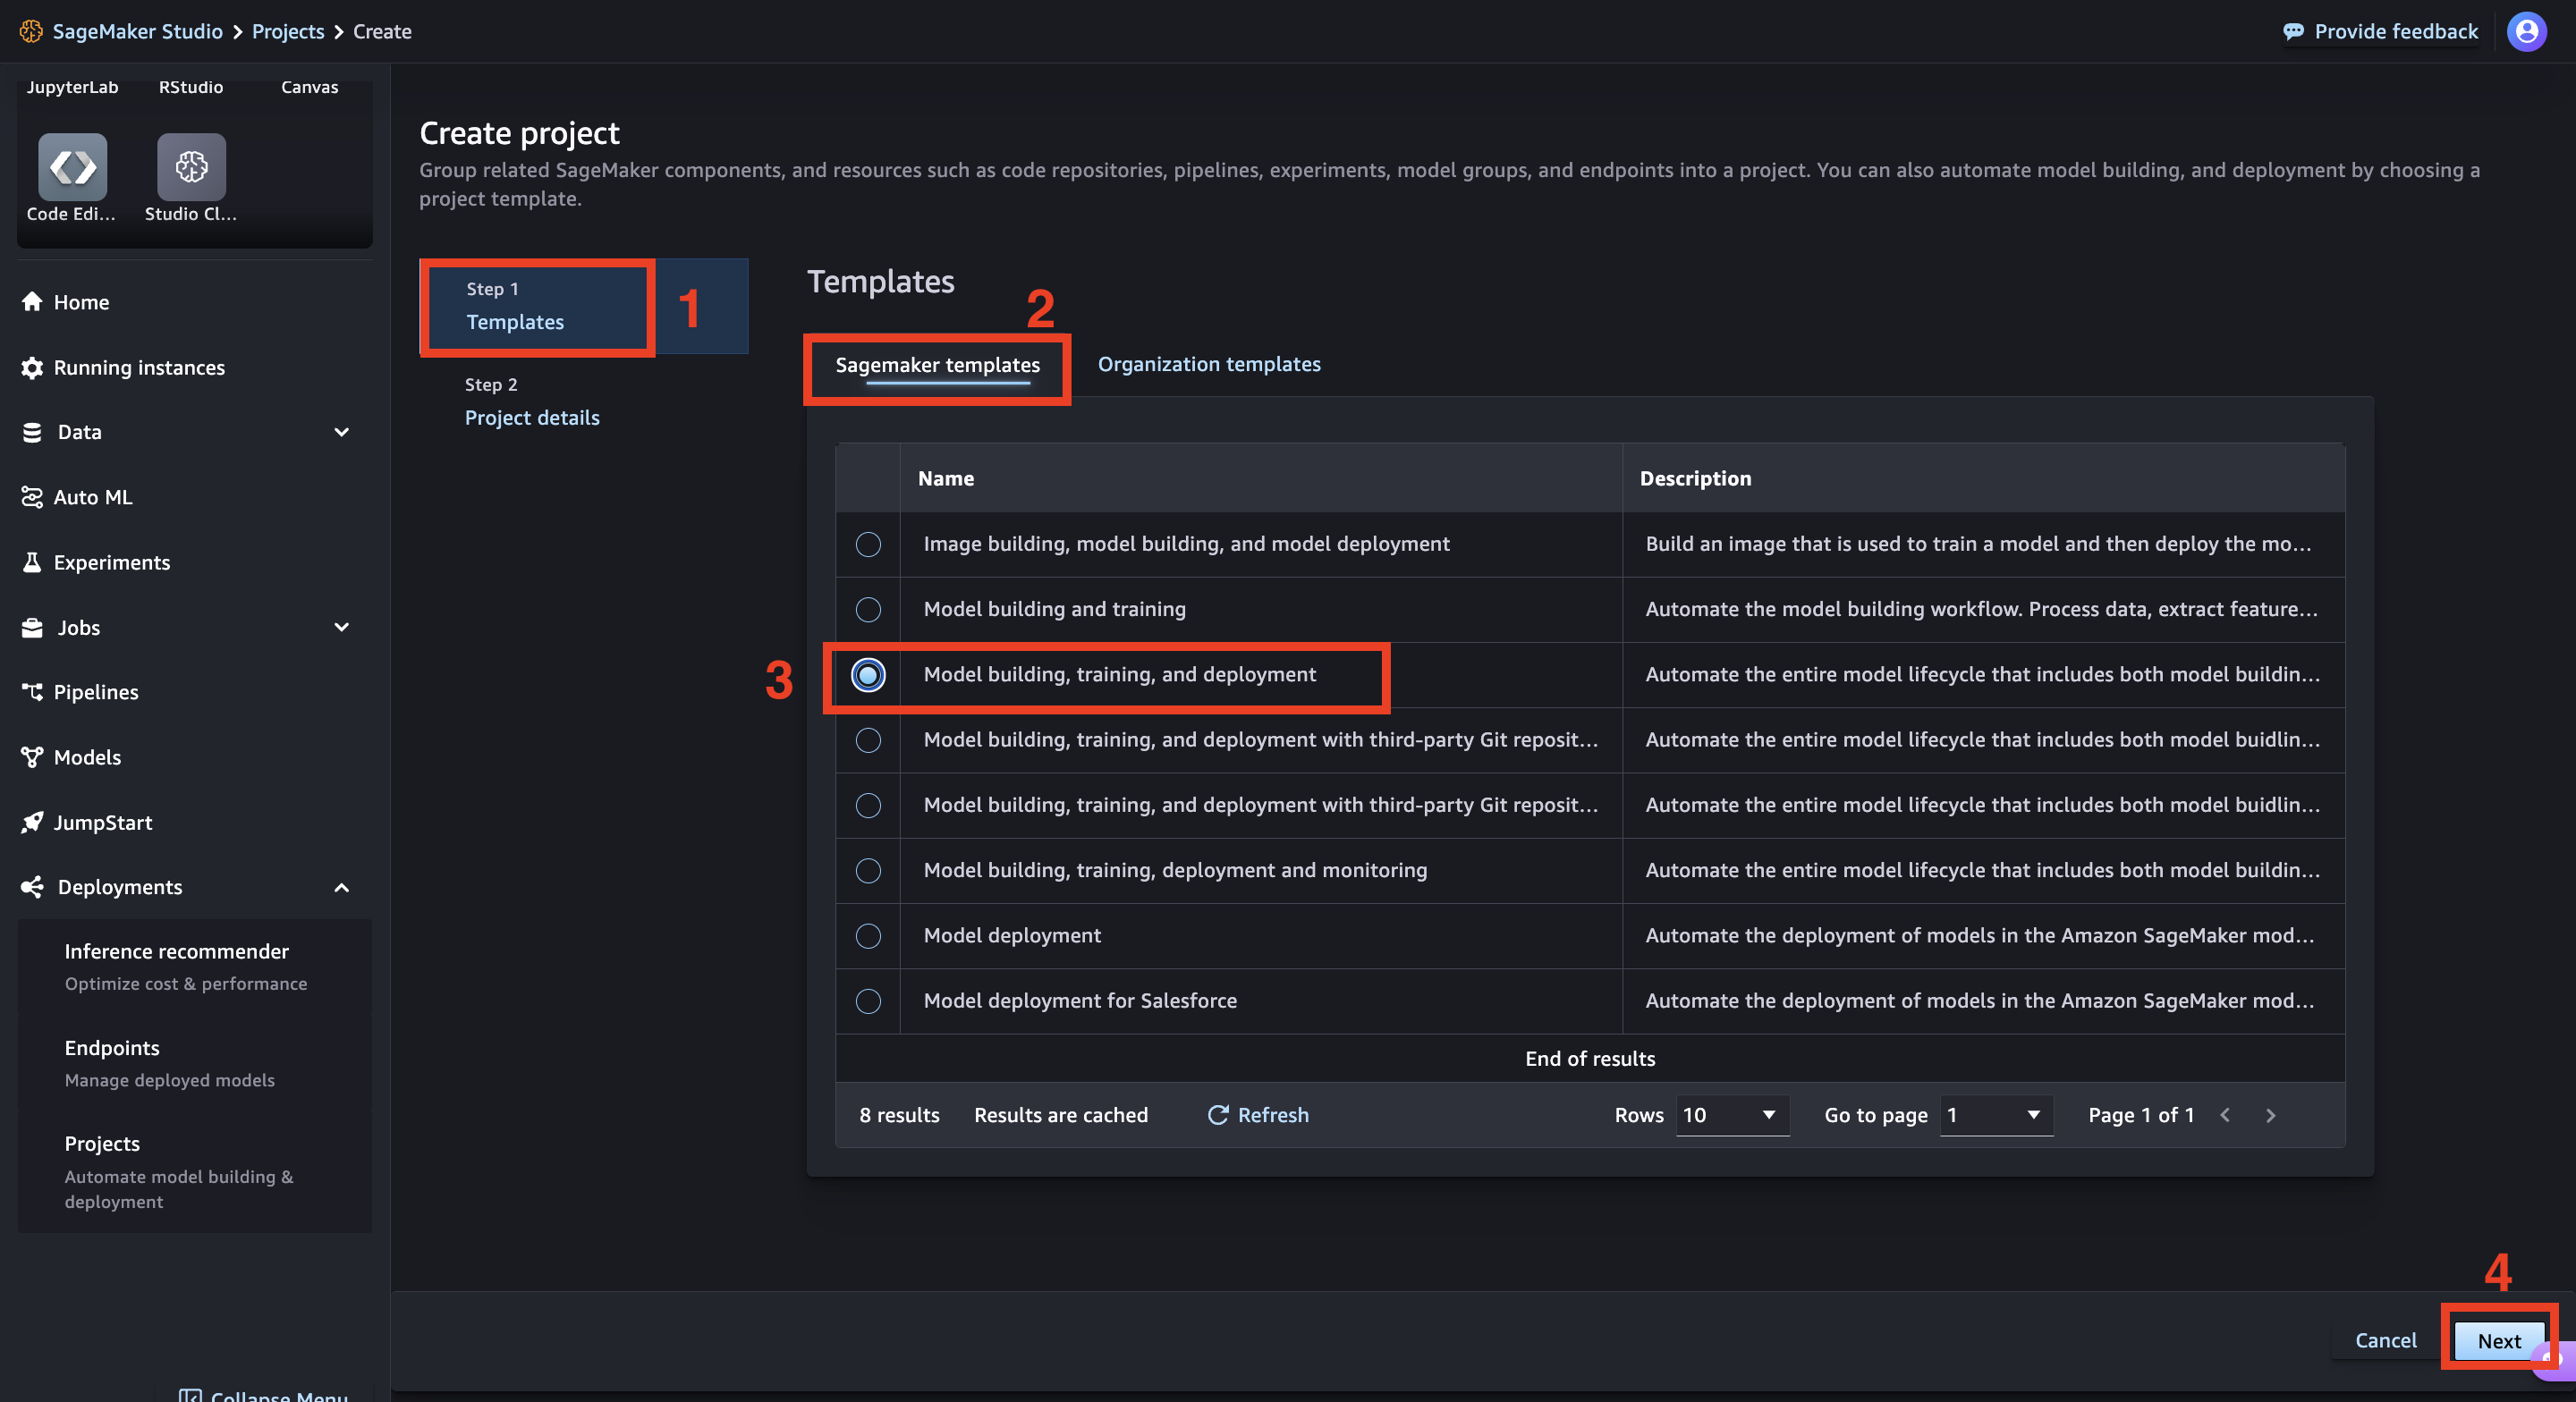 SageMaker Studio > Projects > Create
Provide feedback
JupyterLab RStudio Canvas
Code Edi... Studio Cl...
Home
Running instances
Data
Auto ML
Experiments
Jobs
Pipelines
Models
JumpStart
Deployments
Inference recommender
Optimize cost & performance
Endpoints
Manage deployed models
Projects
Automate model building &
deployment
Collapse Menu
Create project
Group related SageMaker components, and resources such as code repositories, pipelines, experiments, model groups, and endpoints into a project. You can also automate model building, and deployment by choosing a
project template.
Step 1
Templates
1
Step 2
Project details
Templates
2
Sagemaker templates Organization templates
Name Description
Image building, model building, and model deployment Build an image that is used to train a model and then deploy the mo...
Model building and training Automate the model building workflow. Process data, extract feature...
3 Model building, training, and deployment Automate the entire model lifecycle that includes both model buildin...
Model building, training, and deployment with third-party Git reposit... Automate the entire model lifecycle that includes both model buidlin...
Model building, training, and deployment with third-party Git reposit... Automate the entire model lifecycle that includes both model buidlin...
Model building, training, deployment and monitoring Automate the entire model lifecycle that includes both model buildin...
Model deployment Automate the deployment of models in the Amazon SageMaker mod...
Model deployment for Salesforce Automate the deployment of models in the Amazon SageMaker mod...
End of results
8 results Results are cached Refresh Rows 10 Go to page 1 Page 1 of 1
4
Cancel Next